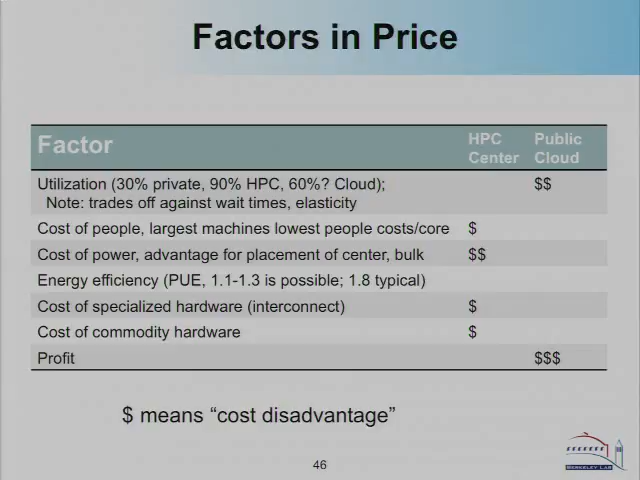 Factors in Price
Factor
HPC Center
Public Cloud
Utilization (30% private, 90% HPC, 60%? Cloud);
Note: trades off against wait times, elasticity
$$
Cost of people, largest machines lowest people costs/core
$
Cost of power, advantage for placement of center, bulk
$$
Energy efficiency (PUE, 1.1-1.3 is possible; 1.8 typical)
Cost of specialized hardware (interconnect)
$
Cost of commodity hardware
$
Profit
$$$
$ means “cost disadvantage”
46
BERKELEY LAB